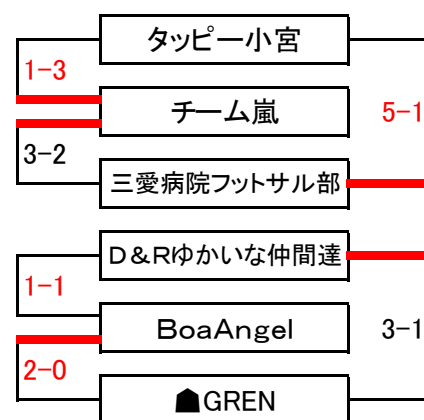 タッピー小宮
1-3
チーム嵐 5-1
3-2
三愛病院フットサル部
D&Rゆかいな仲間達
1-1
BoaAngel 3-1
2-0
☗GREN